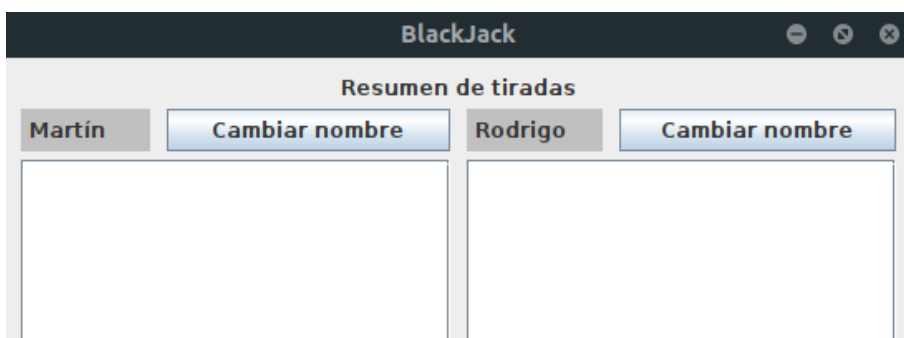 BlackJack
Resumen de tiradas
Martín Cambiar nombre Rodrigo Cambiar nombre